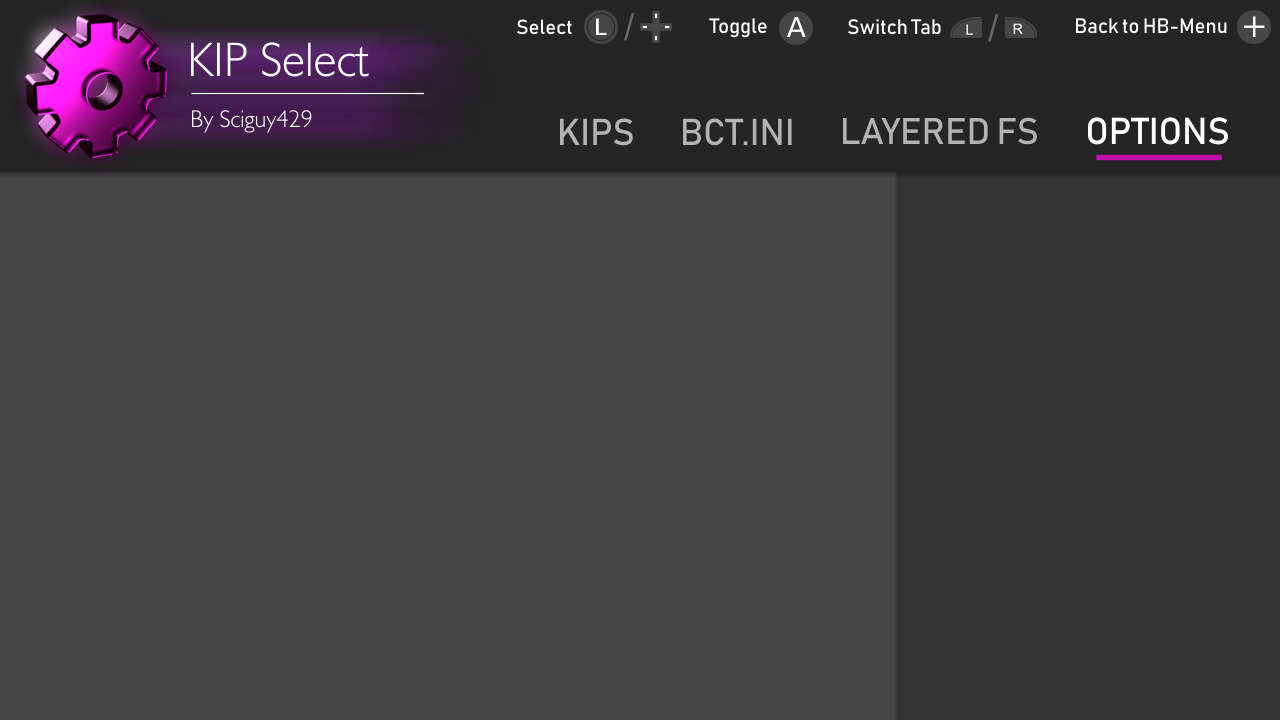 KIP Select
By Sciguy429
Select L /
Toggle A
Switch Tab L / R
Back to HB-Menu +
KIPS
BCT.INI
LAYERED FS
OPTIONS